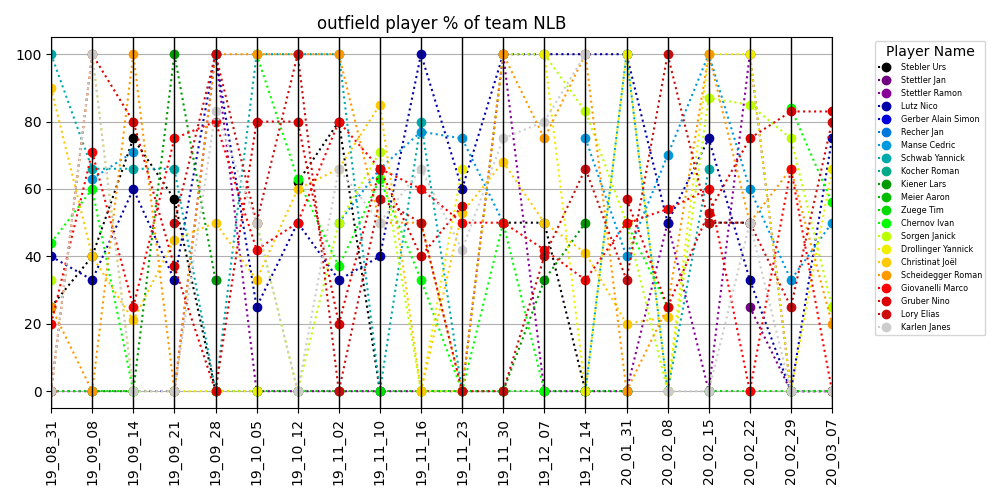 outfield player % of team NLB
100
80
60
40
20
0
19_08_31
19_09_08
19_09_14
19_09_21
19_09_28
19_10_05
19_10_12
19_11_02
19_11_10
19_11_16
19_11_23
19_11_30
19_12_07
19_12_14
20_01_31
20_02_08
20_02_15
20_02_22
20_02_29
20_03_07
Player Name
Stebler Urs
Stettler Jan
Stettler Ramon
Lutz Nico
Gerber Alain Simon
Recher Jan
Manse Cedric
Schwab Yannick
Kocher Roman
Kiener Lars
Meier Aaron
Zuege Tim
Chernov Ivan
Sorgen Janick
Drollinger Yannick
Christinat Joël
Scheidegger Roman
Giovanelli Marco
Gruber Nino
Lory Elias
Karlen Janes